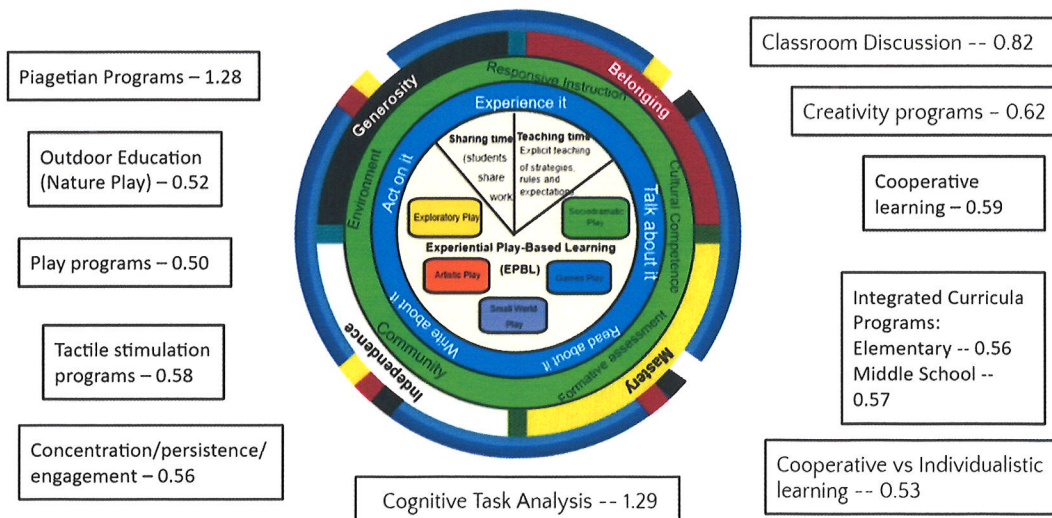 Piagetian Programs – 1.28
Outdoor Education
(Nature Play) – 0.52
Play programs – 0.50
Tactile stimulation
programs – 0.58
Concentration/persistence/
engagement – 0.56
Generosity
Belonging
Mastery
Independence
Responsive Instruction
Cultural Competence
Formative assessment
Community
Environment
Experience it
Talk about it
Read about it
Write about it
Act on it
Sharing time
(students
share
work
Teaching time
Explicit teaching
of strategies,
rules and
expectations
Exploratory Play
Sociodramatic
Play
Experiential Play-Based Learning
(EPBL)
Artistic Play
Games Play
Small World
Play
Cognitive Task Analysis -- 1.29
Classroom Discussion -- 0.82
Creativity programs – 0.62
Cooperative
learning – 0.59
Integrated Curricula
Programs:
Elementary -- 0.56
Middle School --
0.57
Cooperative vs Individualistic
learning -- 0.53